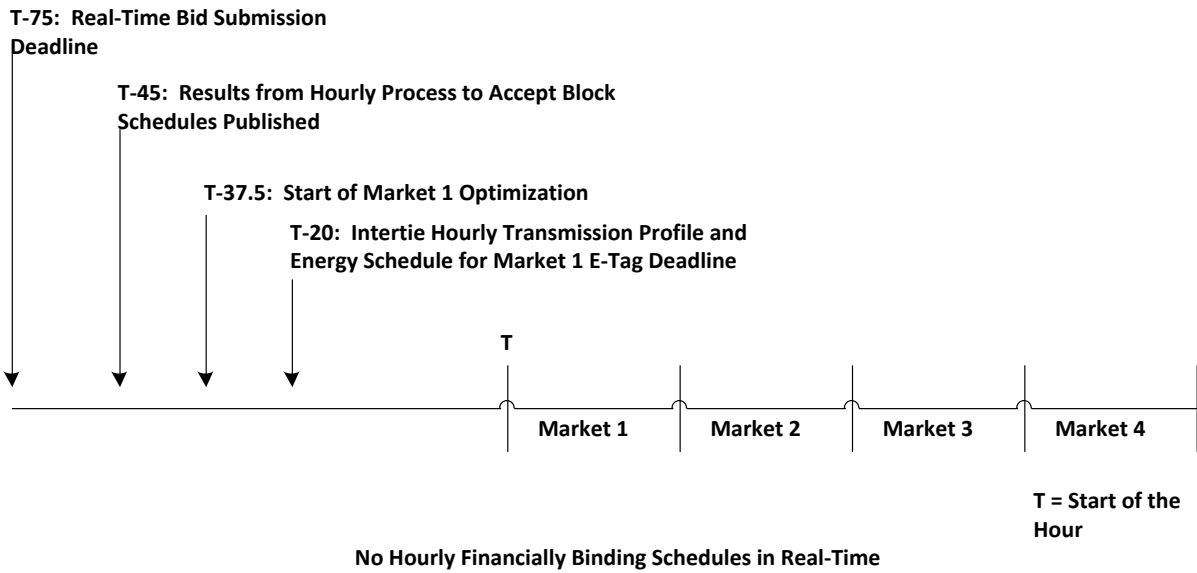 T-75: Real-Time Bid Submission
Deadline
T-45: Results from Hourly Process to Accept Block
Schedules Published
T-37.5: Start of Market 1 Optimization
T-20: Intertie Hourly Transmission Profile and
Energy Schedule for Market 1 E-Tag Deadline
T
Market 1
Market 2
Market 3
Market 4
T = Start of the
Hour
No Hourly Financially Binding Schedules in Real-Time